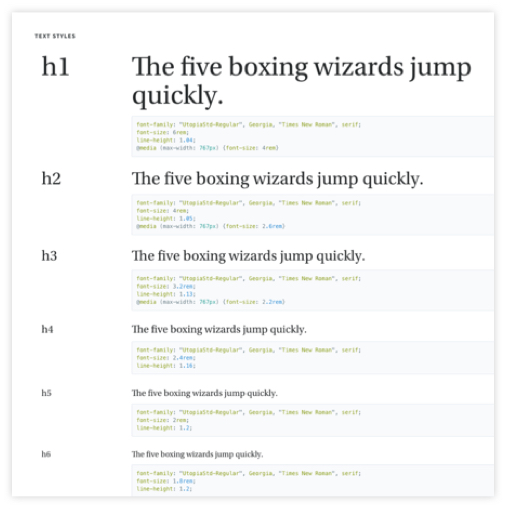 TEXT STYLES
h1
The five boxing wizards jump
quickly.
font-family: "UtopiaStd-Regular", Georgia, "Times New Roman", serif;
font-size: 6rem;
line-height: 1.04;
@media (max-width: 767px) {font-size: 4rem}
h2
The five boxing wizards jump quickly.
font-family: "UtopiaStd-Regular", Georgia, "Times New Roman", serif;
font-size: 4rem;
line-height: 1.05;
@media (max-width: 767px) {font-size: 2.6rem}
h3
The five boxing wizards jump quickly.
font-family: "UtopiaStd-Regular", Georgia, "Times New Roman", serif;
font-size: 3.2rem;
line-height: 1.13;
@media (max-width: 767px) {font-size: 2.2rem}
h4
The five boxing wizards jump quickly.
font-family: "UtopiaStd-Regular", Georgia, "Times New Roman", serif;
font-size: 2.4rem;
line-height: 1.16;
h5
The five boxing wizards jump quickly.
font-family: "UtopiaStd-Regular", Georgia, "Times New Roman", serif;
font-size: 2rem;
line-height: 1.2;
h6
The five boxing wizards jump quickly.
font-family: "UtopiaStd-Regular", Georgia, "Times New Roman", serif;
font-size: 1.8rem;
line-height: 1.2;